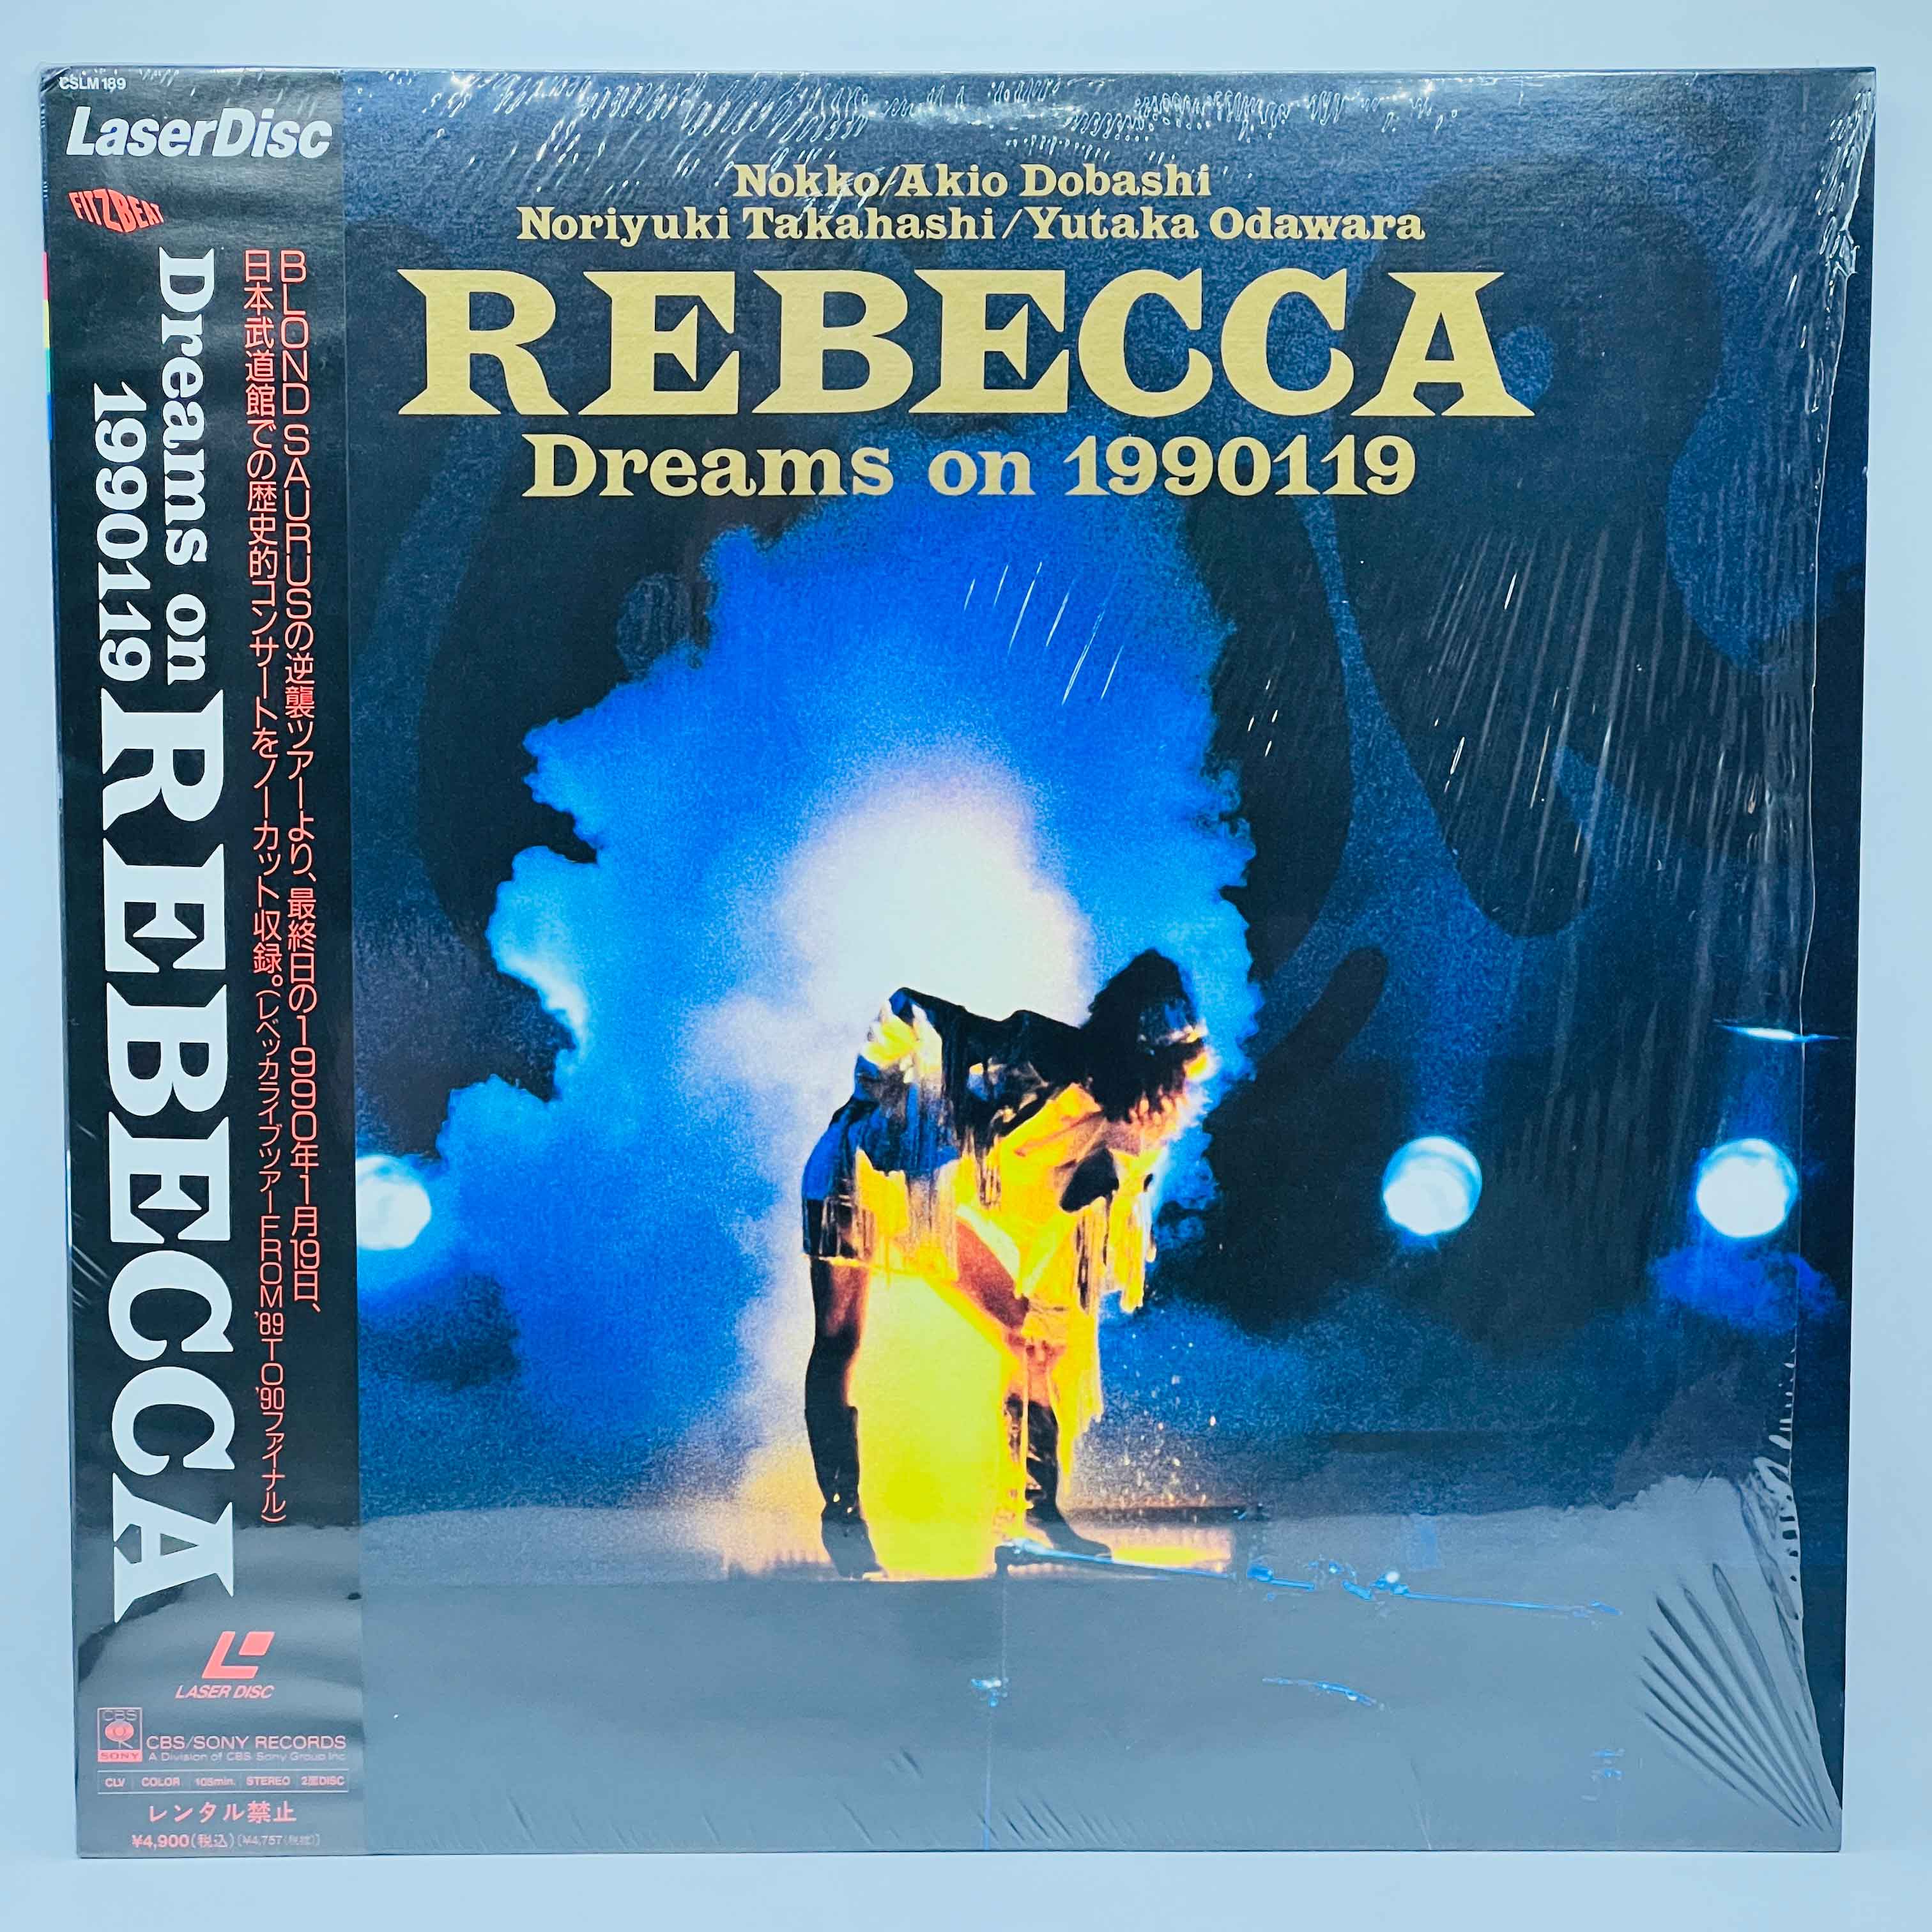 CSLM 189
LaserDisc
FITZBEAT
BLOND SAURUSの逆襲ツアーより、最終日の1990年1月19日、
日本武道館での歴史的コンサートをノーカット収録。(レベッカライブツアーFROM '89 TO '90ファイナル)
Dreams on
1990119
REBECCA
LASER DISC
CBS
SONY
CBS/SONY RECORDS
A Division of CBS/Sony Group Inc.
CLV COLOR 105min. STEREO 2面DISC
レンタル禁止
¥4,900(税込)(¥4,757(税抜))
Nokko/Akio Dobashi
Noriyuki Takahashi/Yutaka Odawara
REBECCA
Dreams on 1990119